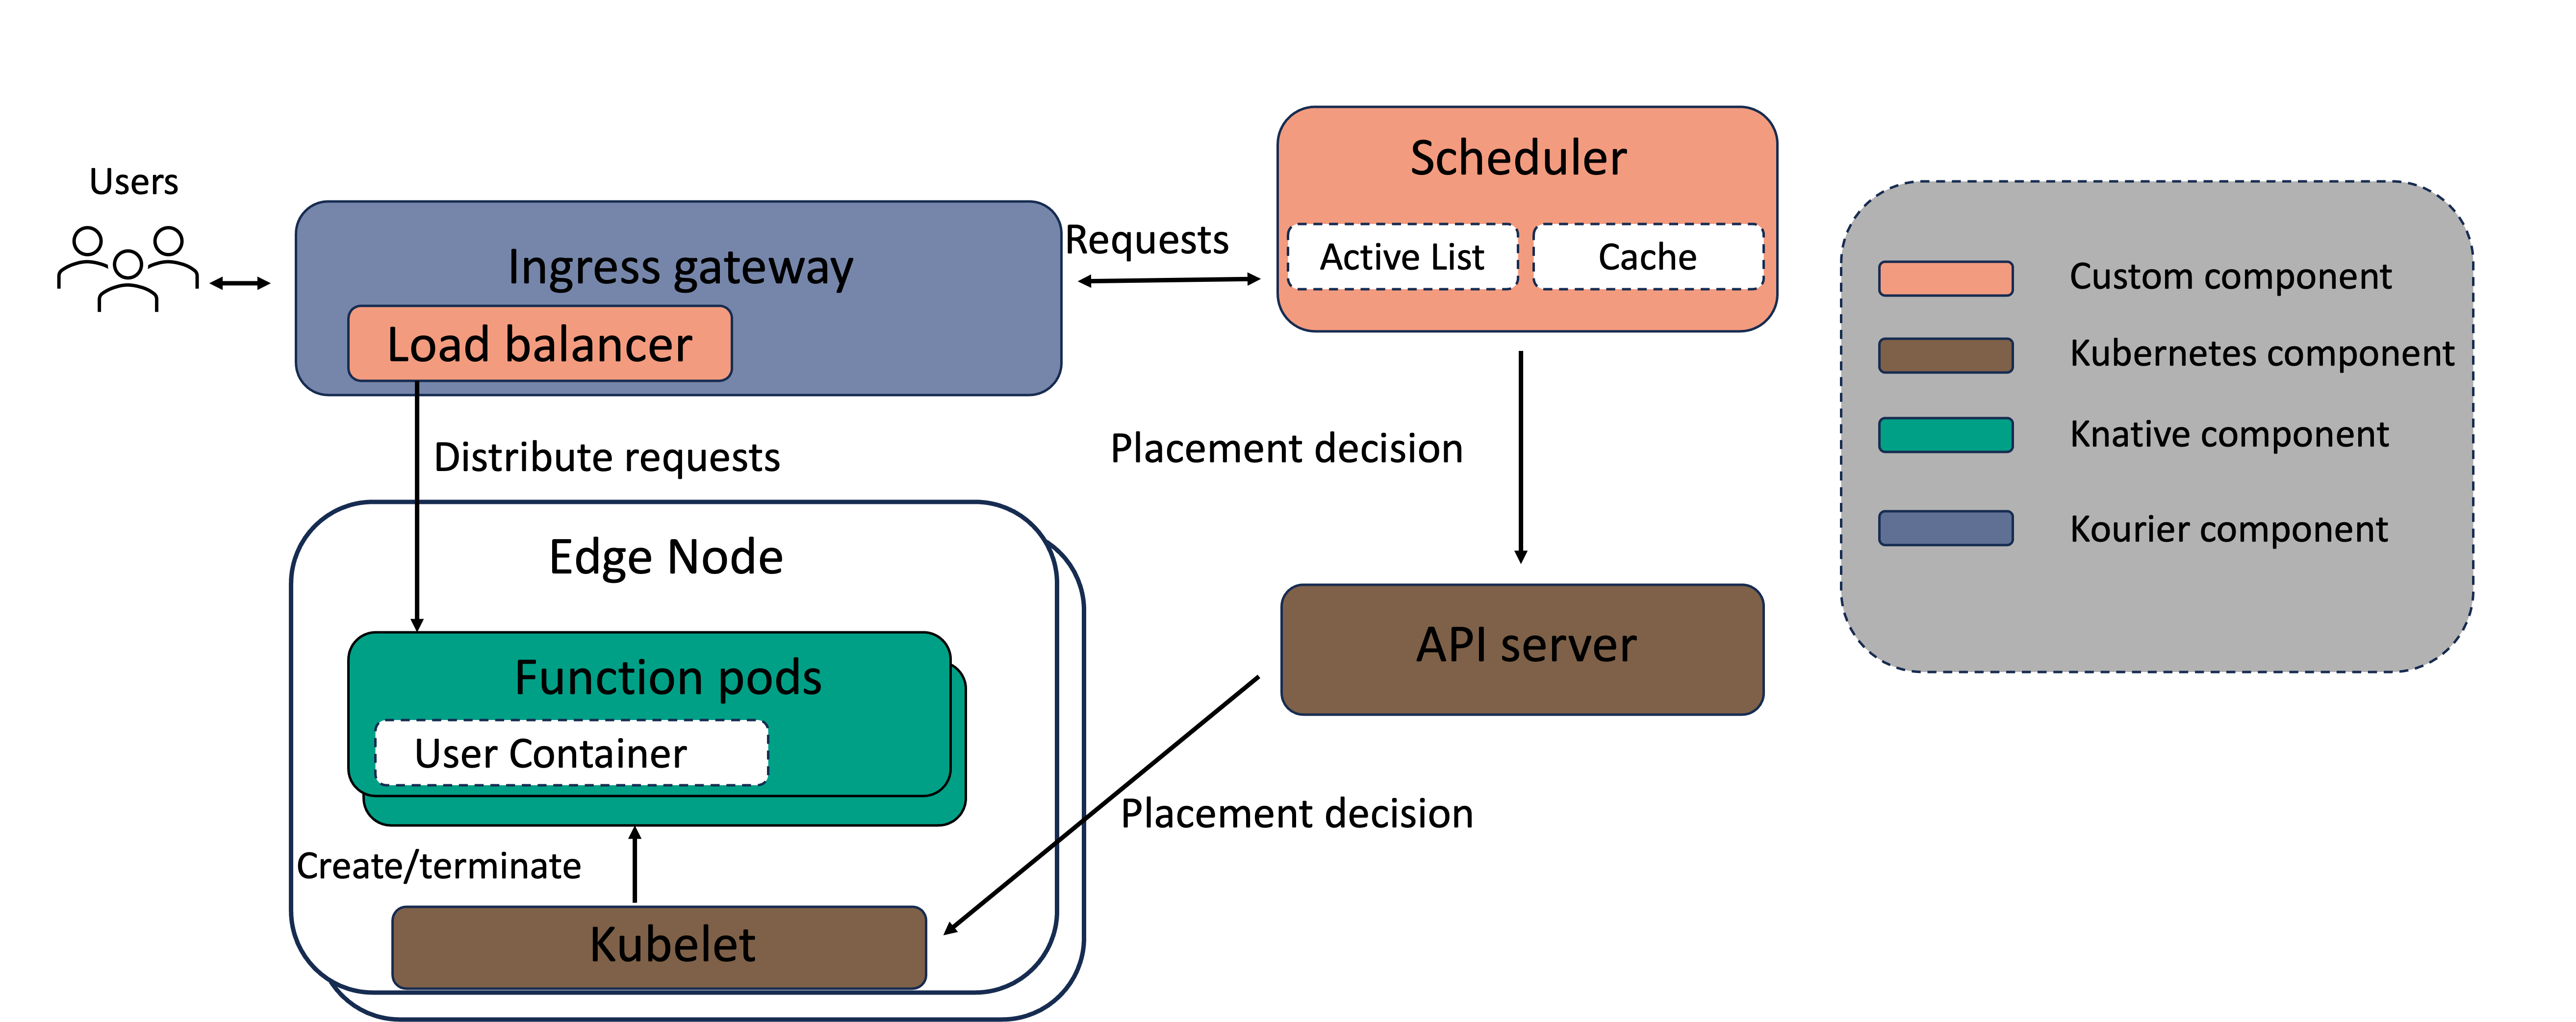 Users
Ingress gateway
Load balancer
Requests
Scheduler
Active List
Cache
Distribute requests
Placement decision
Edge Node
Function pods
User Container
Create/terminate
Kubelet
API server
Placement decision
Custom component
Kubernetes component
Knative component
Kourier component